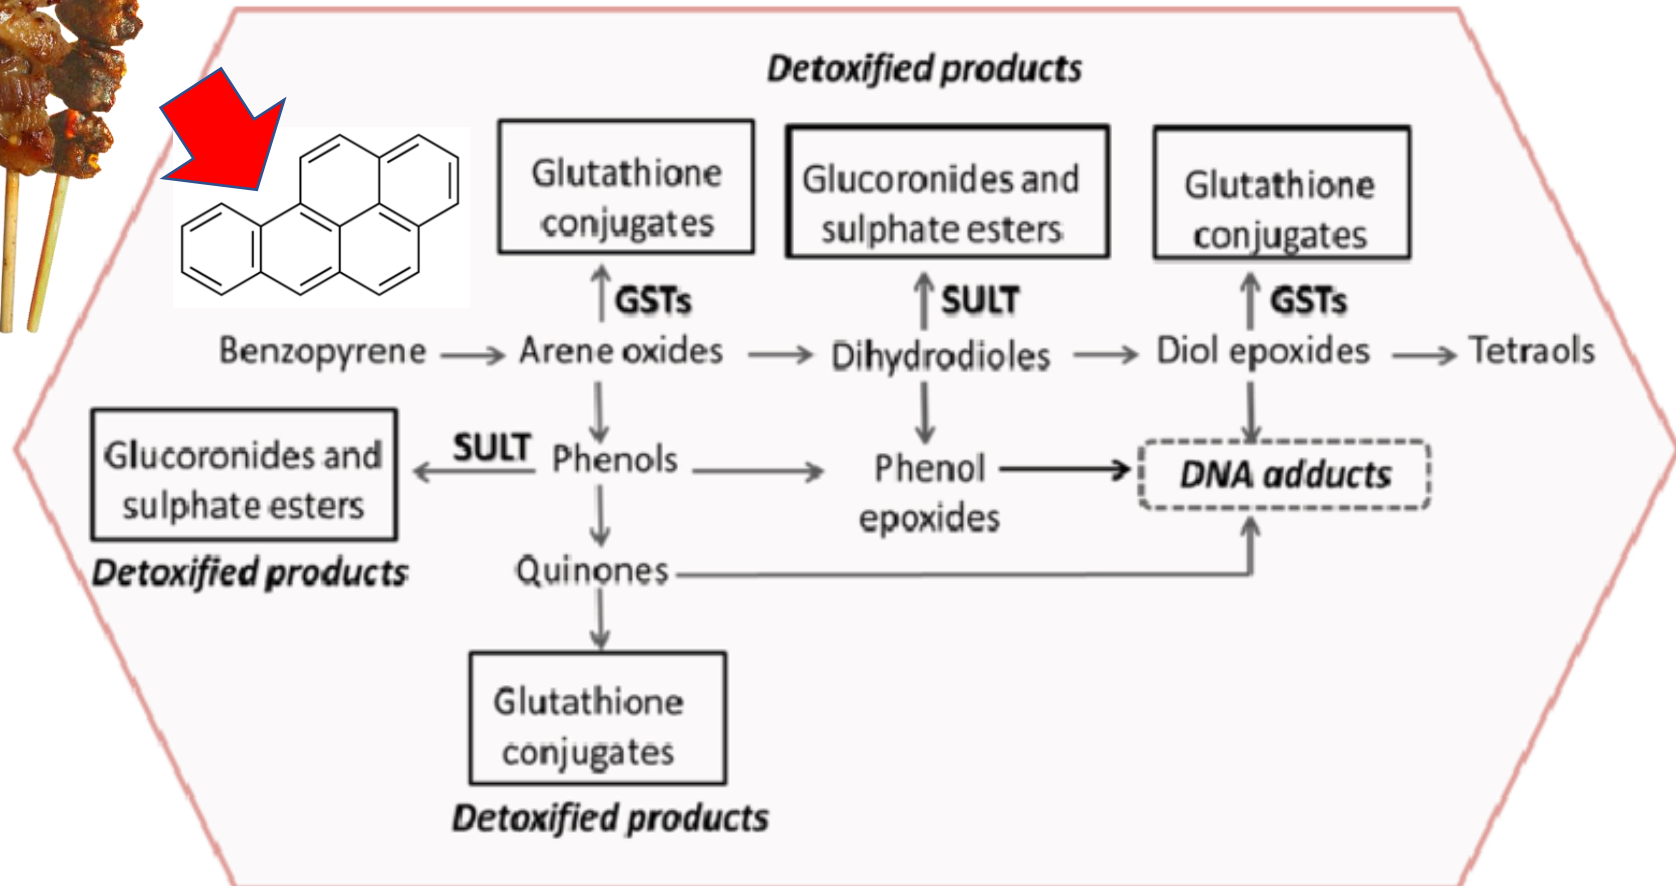 Detoxified products
Glutathione
conjugates
Glucoronides and
sulphate esters
Glutathione
conjugates
GSTs
SULT
GSTs
Benzopyrene
Arene oxides
Dihydrodioles
Diol epoxides
Tetraols
Glucoronides and
sulphate esters
SULT
Phenols
Phenol
epoxides
DNA adducts
Detoxified products
Quinones
Glutathione
conjugates
Detoxified products